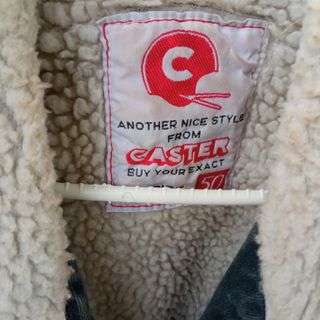 C
ANOTHER NICE STYLE
FROM
CASTER
BUY YOUR EXACT
50